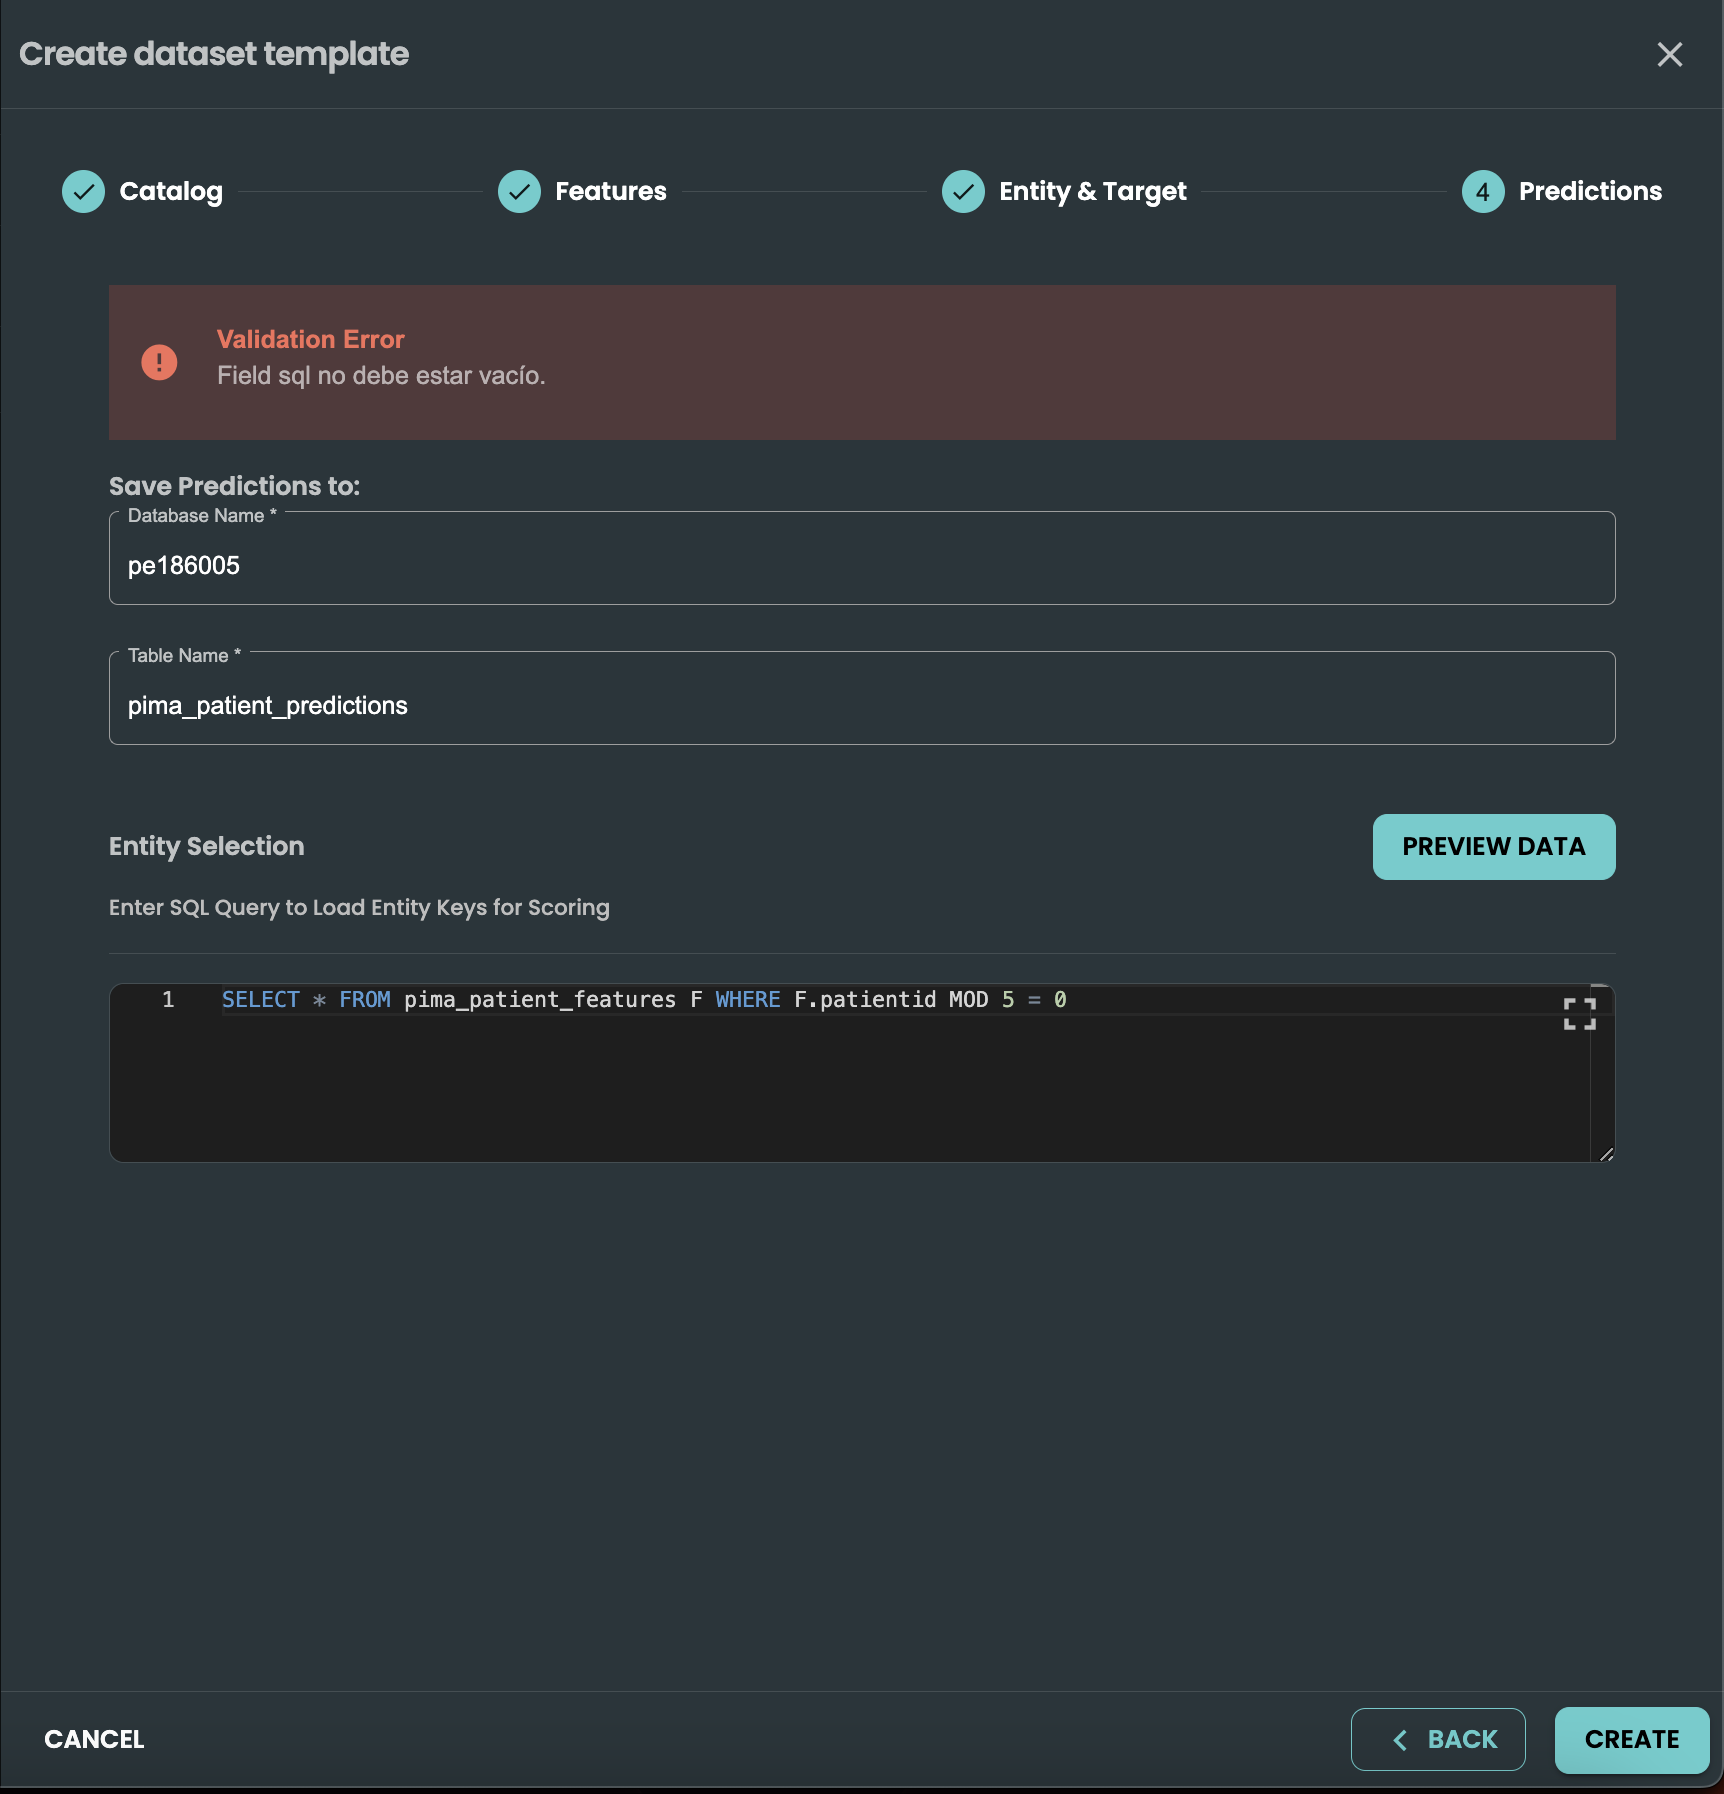 Create dataset template
Catalog
Features
Entity & Target
4 Predictions
Validation Error
Field sql no debe estar vacío.
Save Predictions to:
Database Name *
pe186005
Table Name *
pima_patient_predictions
Entity Selection
PREVIEW DATA
Enter SQL Query to Load Entity Keys for Scoring
1 SELECT * FROM pima_patient_features F WHERE F.patientid MOD 5 = 0
CANCEL
BACK
CREATE